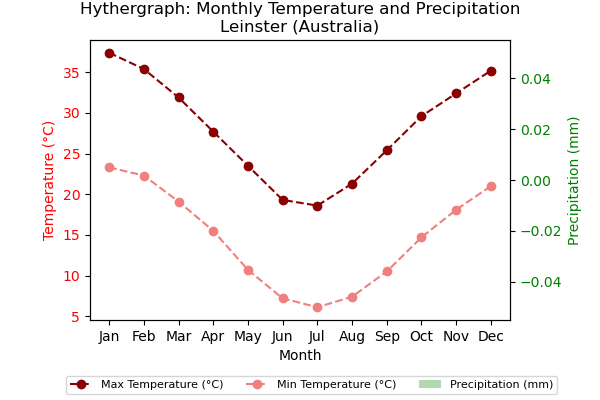 Hythergraph: Monthly Temperature and Precipitation
Leinster (Australia)
Temperature (°C)
35
30
25
20
15
10
5
Precipitation (mm)
0.04
0.02
0.00
−0.02
−0.04
Jan Feb Mar Apr May Jun Jul Aug Sep Oct Nov Dec
Month
Max Temperature (°C) Min Temperature (°C) Precipitation (mm)